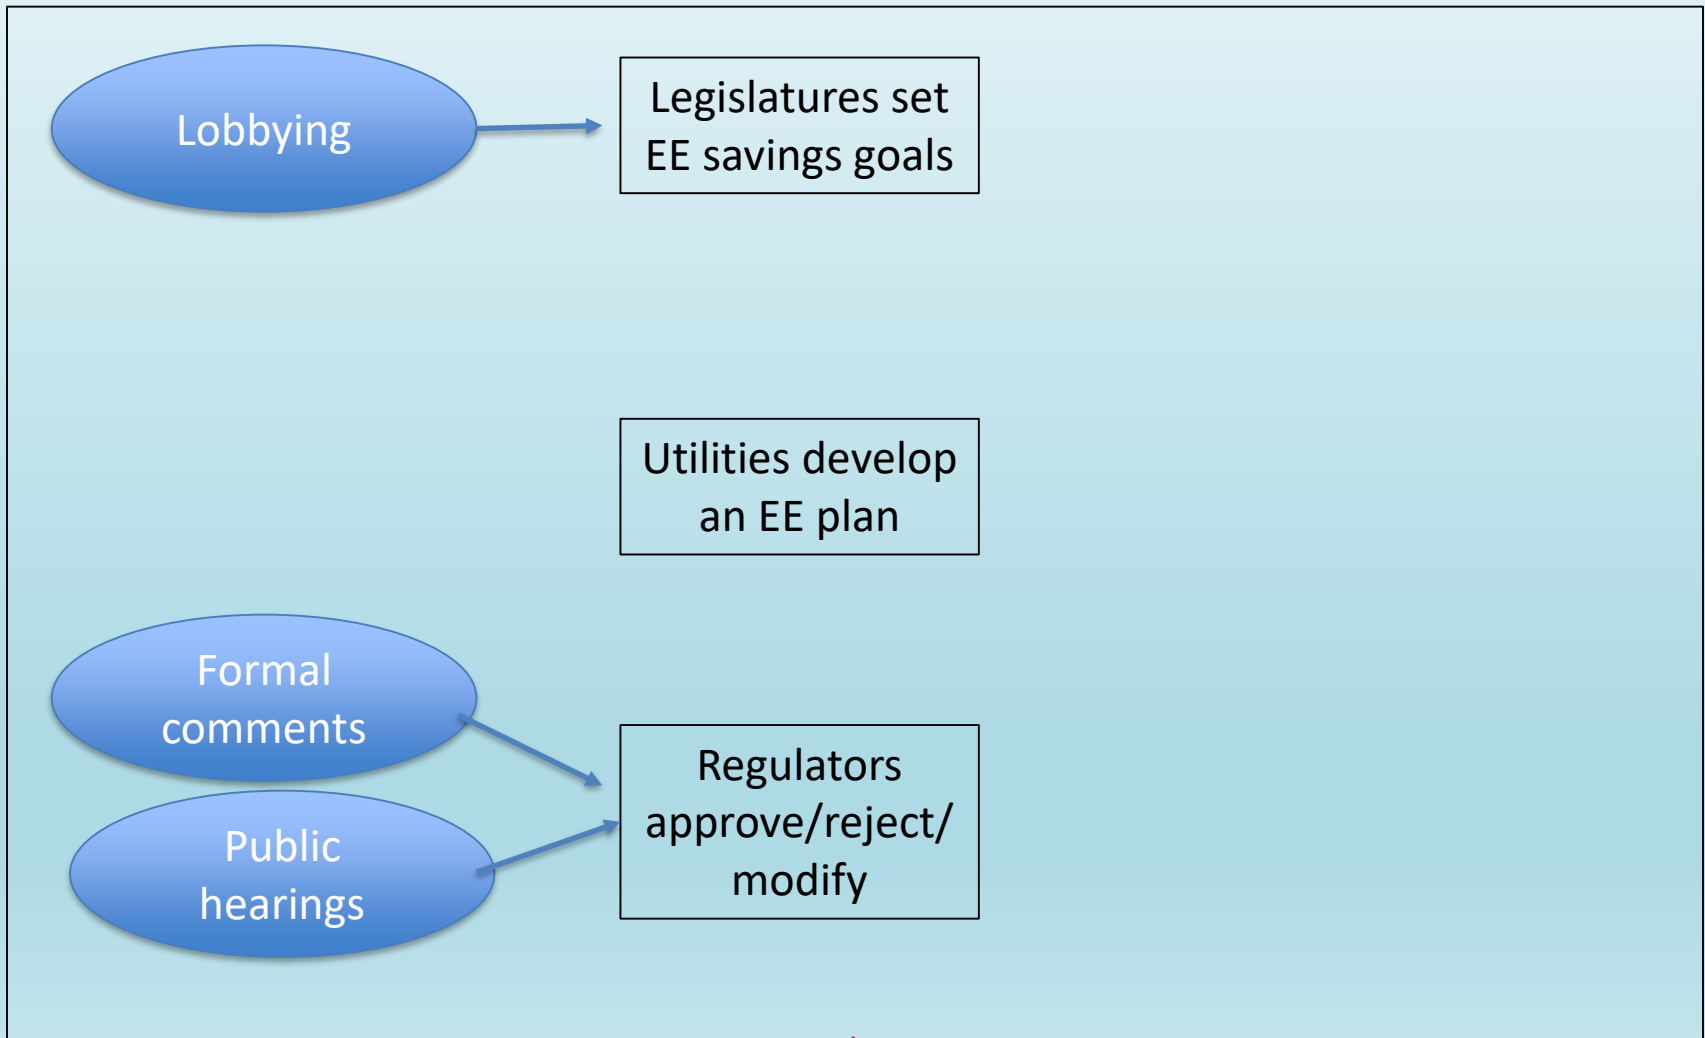 Lobbying
Legislatures set
EE savings goals
Utilities develop
an EE plan
Formal
comments
Public
hearings
Regulators
approve/reject/
modify